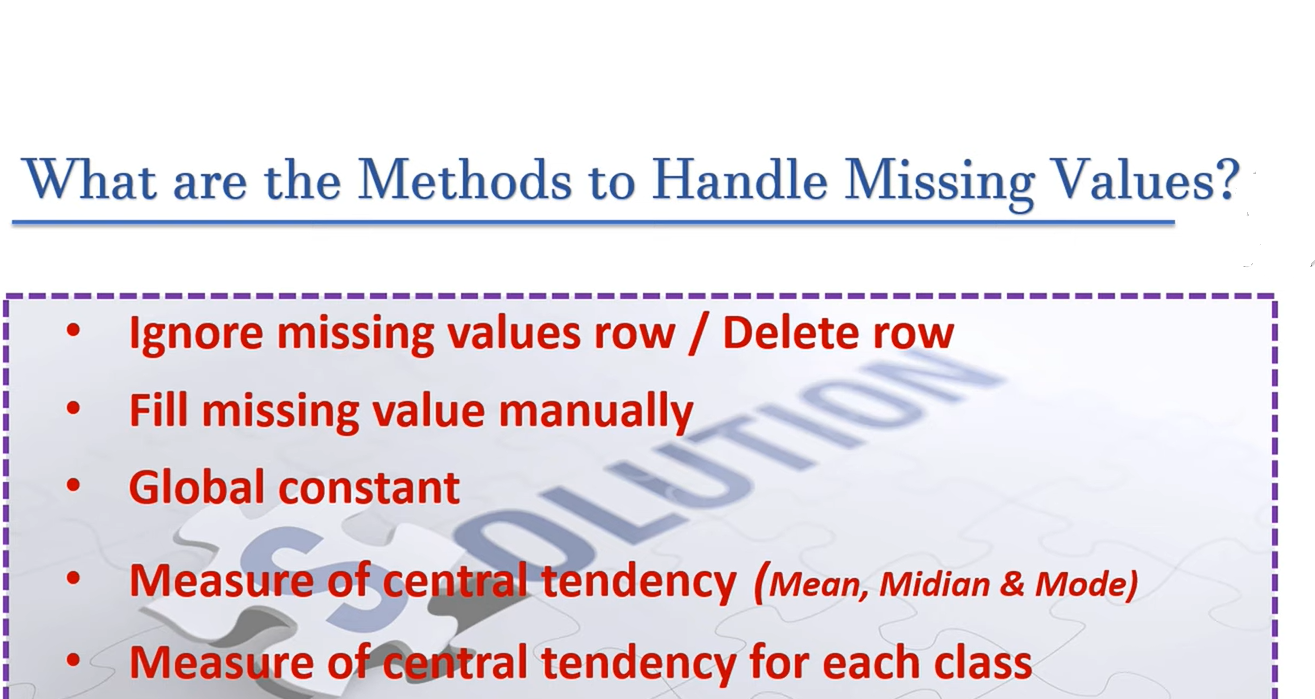 What are the Methods to Handle Missing Values?
• Ignore missing values row / Delete row
• Fill missing value manually
• Global constant
• Measure of central tendency (Mean, Midian & Mode)
• Measure of central tendency for each class
SOLUTION